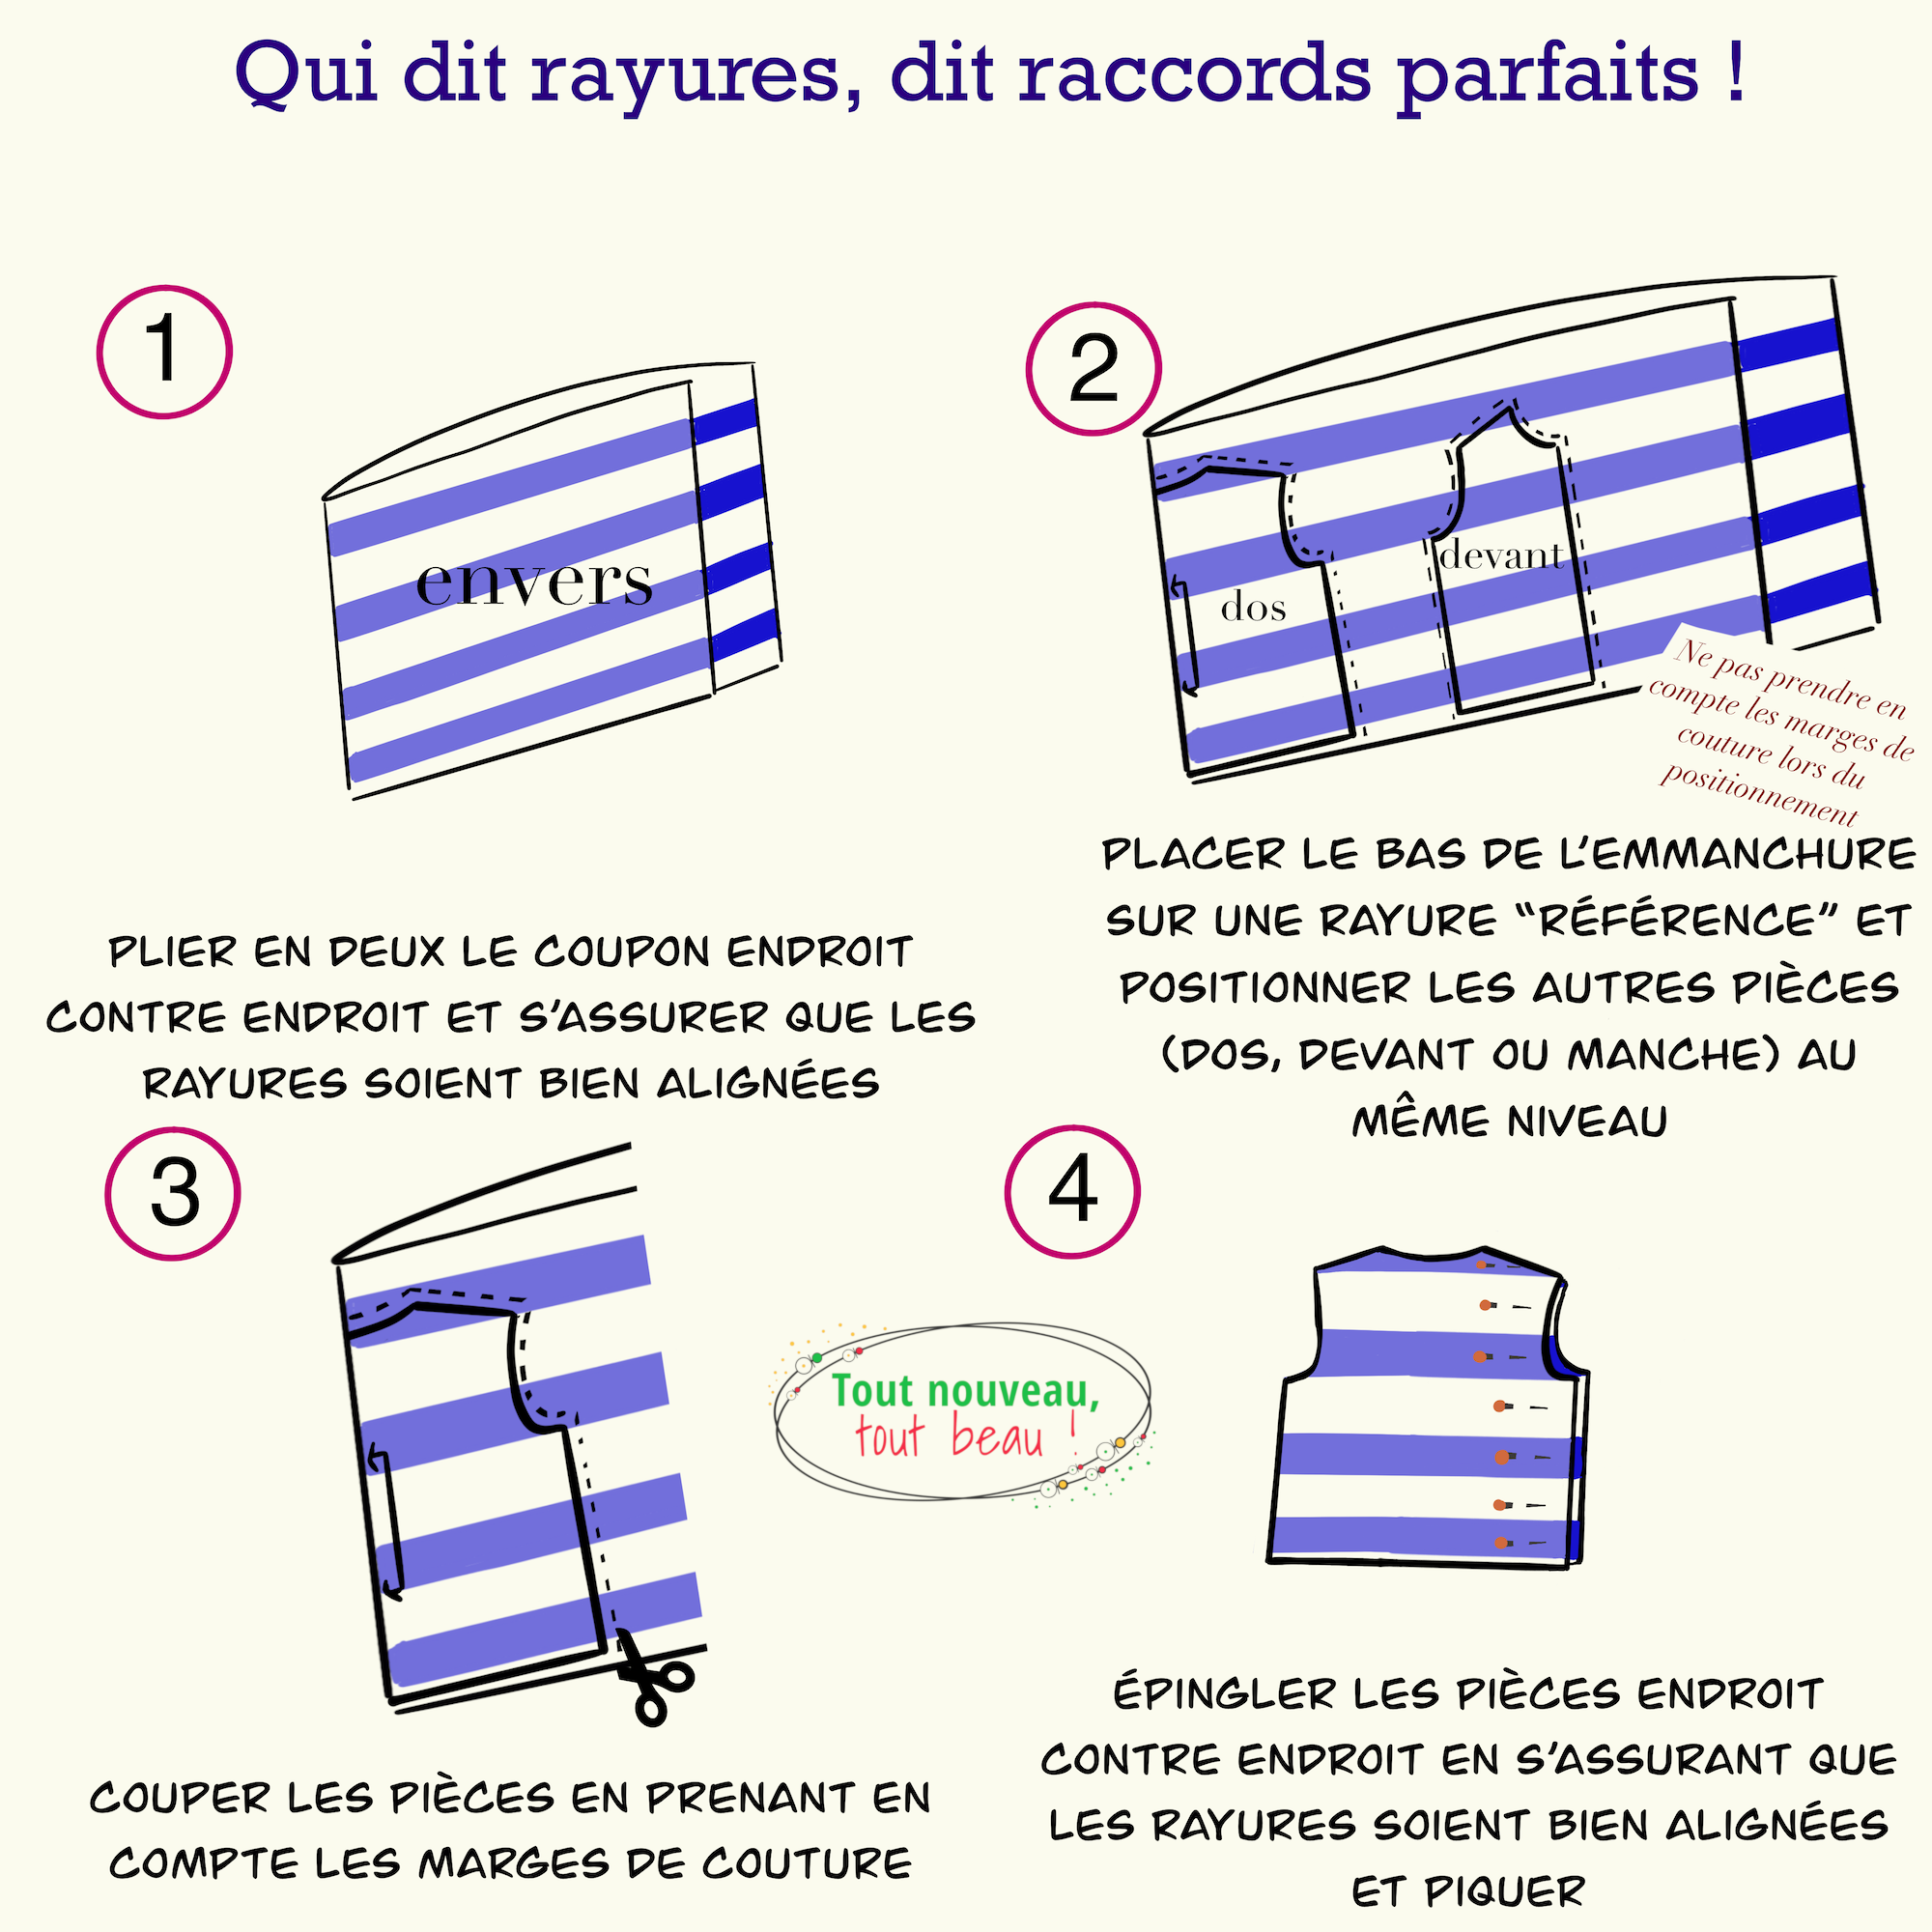 Qui dit rayures, dit raccords parfaits !
1
envers
PLIER EN DEUX LE COUPON ENDROIT
CONTRE ENDROIT ET S'ASSURER QUE LES
RAYURES SOIENT BIEN ALIGNÉES
2
dos
devant
Ne pas prendre en
compte les marges de
couture lors du
positionnement
PLACER LE BAS DE L'EMMANCHURE
SUR UNE RAYURE "RÉFÉRENCE" ET
POSITIONNER LES AUTRES PIÈCES
(DOS, DEVANT OU MANCHE) AU
MÊME NIVEAU
3
COUPER LES PIÈCES EN PRENANT EN
COMPTE LES MARGES DE COUTURE
Tout nouveau,
tout beau !
4
ÉPINGLER LES PIÈCES ENDROIT
CONTRE ENDROIT EN S'ASSURANT QUE
LES RAYURES SOIENT BIEN ALIGNÉES
ET PIQUER